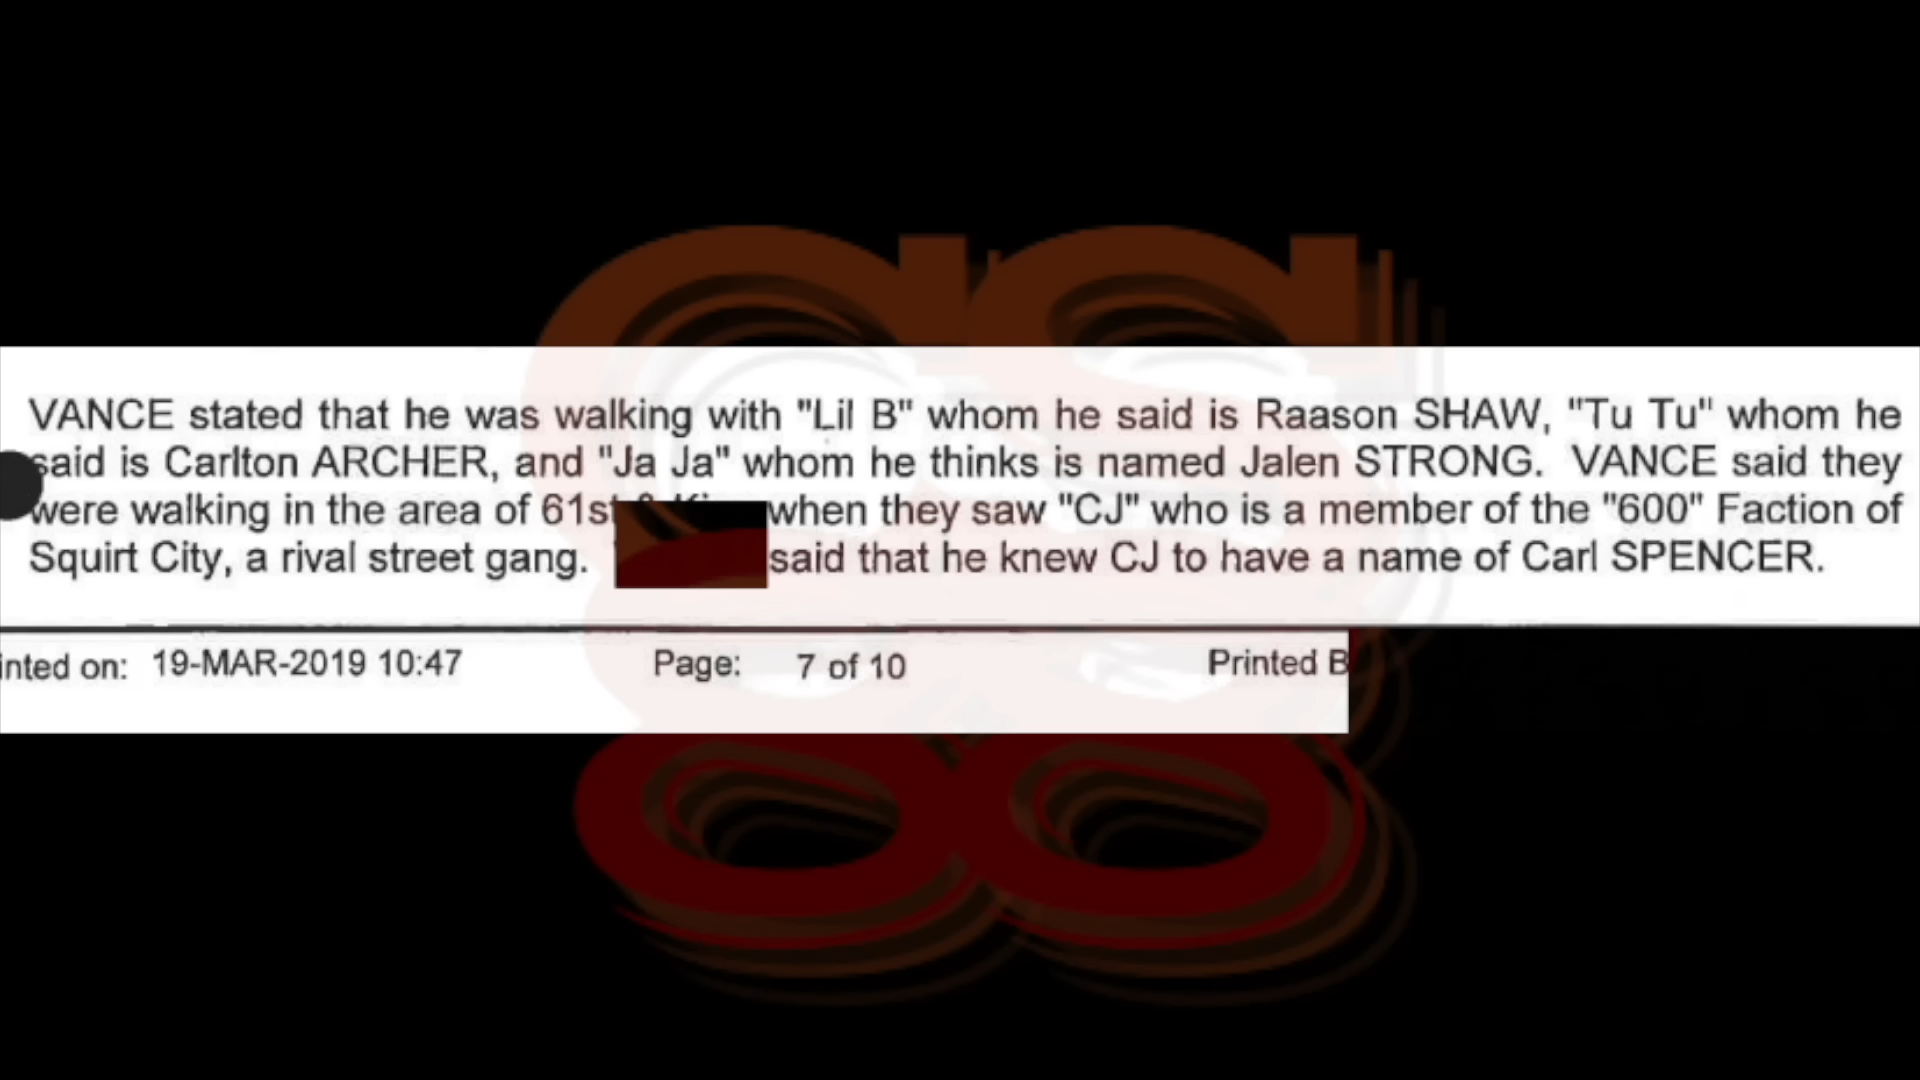 VANCE stated that he was walking with "Lil B" whom he said is Raason SHAW, "Tu Tu" whom he
said is Carlton ARCHER, and "Ja Ja" whom he thinks is named Jalen STRONG. VANCE said they
were walking in the area of 61st when they saw "CJ" who is a member of the "600" Faction of
Squirt City, a rival street gang. said that he knew CJ to have a name of Carl SPENCER.
inted on: 19-MAR-2019 10:47 Page: 7 of 10 Printed B